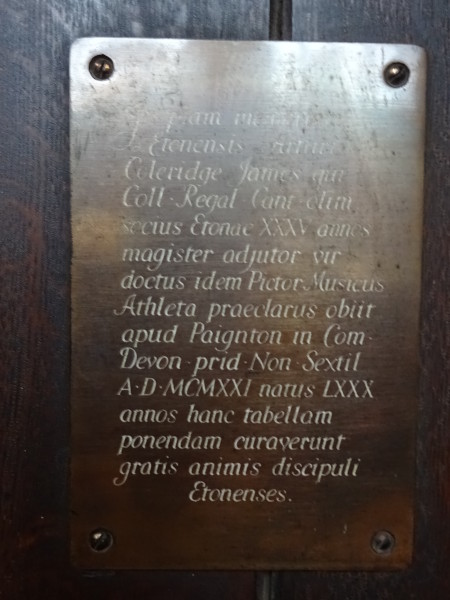 Etonensis
Coleridge James qui
Coll · Regal · Cant olim
socius Etonae XXXV annos
magister adjutor vir
doctus idem Pictor Musicus
Athleta praeclarus obiit
apud Paignton in Com ·
Devon · prid · Non · Sextil
A · D · MCMXXI natus LXXX
annos hanc tabellam
ponendam curaverunt
gratis animis discipuli
Etonenses.